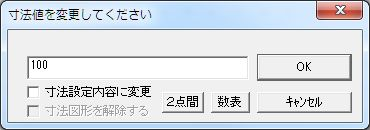 寸法値を変更してください
100
OK
寸法設定内容に変更
寸法図形を解除する
2点間
数表
ｷｬﾝｾﾙ